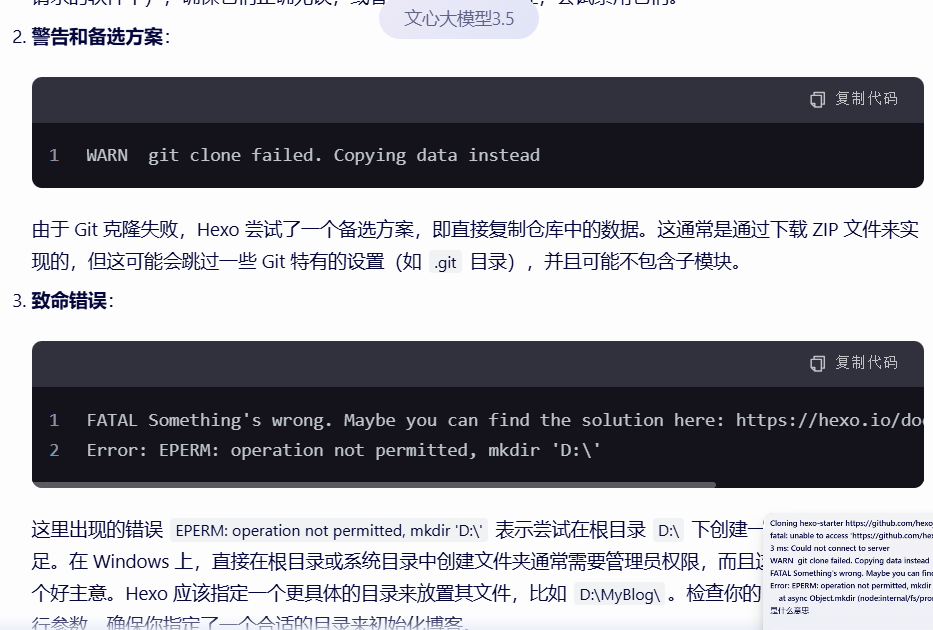 文心大模型3.5
2. 警告和备选方案：
复制代码
1 WARN  git clone failed. Copying data instead
由于 Git 克隆失败，Hexo 尝试了一个备选方案，即直接复制仓库中的数据。这通常是通过下载 ZIP 文件来实
现的，但这可能会跳过一些 Git 特有的设置（如 .git 目录），并且可能不包含子模块。
3. 致命错误：
复制代码
1 FATAL Something's wrong. Maybe you can find the solution here: https://hexo.io/do
2 Error: EPERM: operation not permitted, mkdir 'D:\'
这里出现的错误 EPERM: operation not permitted, mkdir 'D:\' 表示尝试在根目录 D:\ 下创建一
足。在 Windows 上，直接在根目录或系统目录中创建文件夹通常需要管理员权限，而且
个好主意。Hexo 应该指定一个更具体的目录来放置其文件，比如 D:\MyBlog\ 。检查你的
行参数，确保你指定了一个合适的目录来初始化博客。
Cloning hexo-starter https://github.com/hexo
fatal: unable to access 'https://github.com/he
3 ms: Could not connect to server
WARN  git clone failed. Copying data instead
FATAL Something's wrong. Maybe you can fin
Error: EPERM: operation not permitted, mkdir
at async Object.mkdir (node:internal/fs/pro
是什么意思